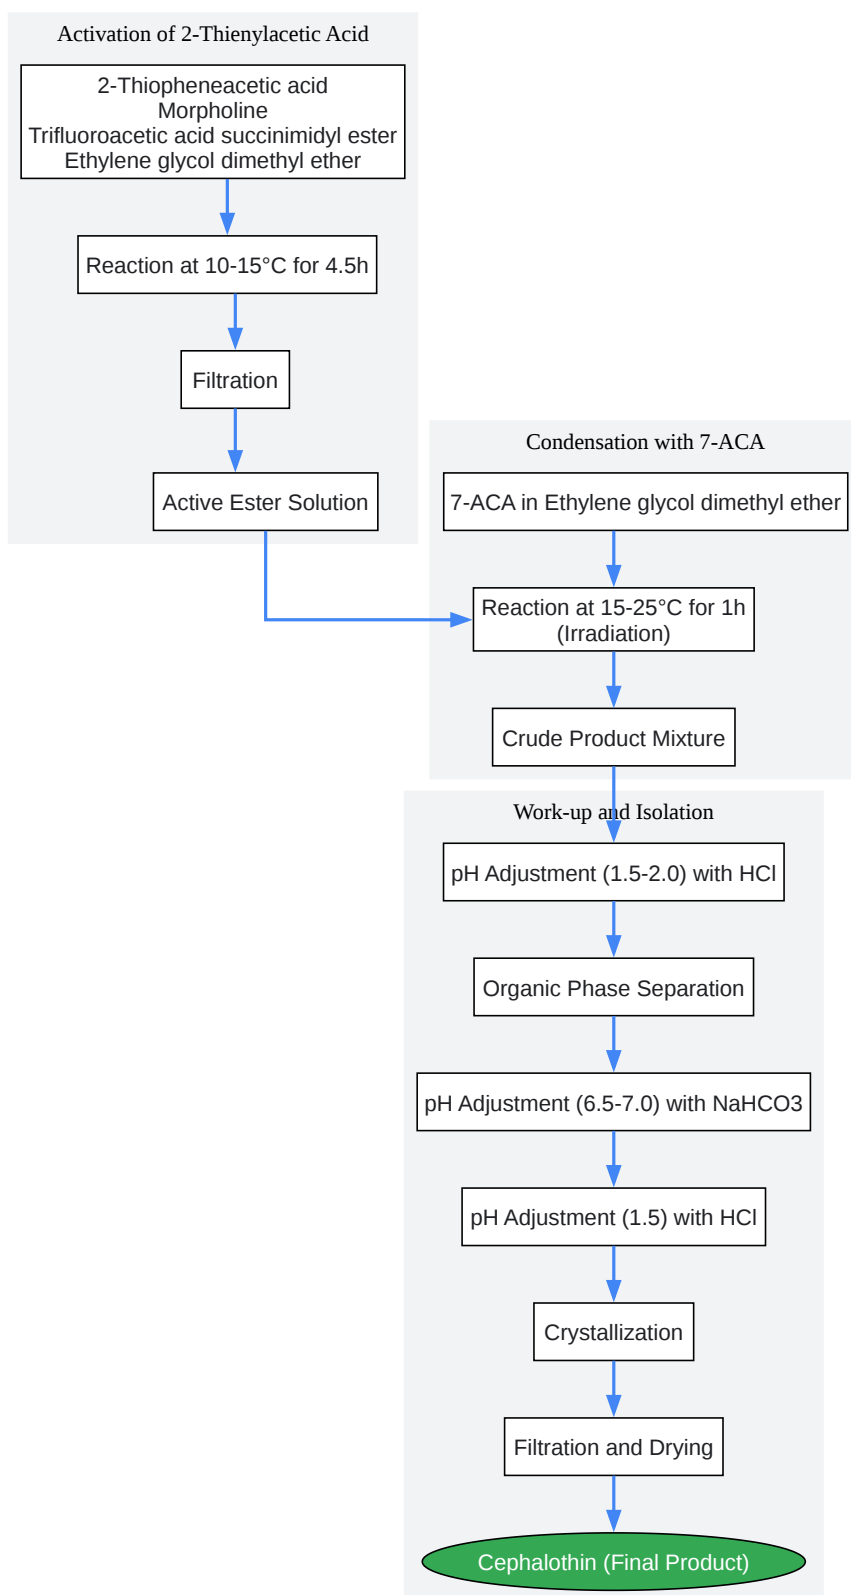 Activation of 2-Thienylacetic Acid
2-Thiopheneacetic acid
Morpholine
Trifluoroacetic acid succinimidyl ester
Ethylene glycol dimethyl ether
Reaction at 10-15°C for 4.5h
Filtration
Active Ester Solution
Condensation with 7-ACA
7-ACA in Ethylene glycol dimethyl ether
Reaction at 15-25°C for 1h
(Irradiation)
Crude Product Mixture
Work-up and Isolation
pH Adjustment (1.5-2.0) with HCl
Organic Phase Separation
pH Adjustment (6.5-7.0) with NaHCO3
pH Adjustment (1.5) with HCl
Crystallization
Filtration and Drying
Cephalothin (Final Product)